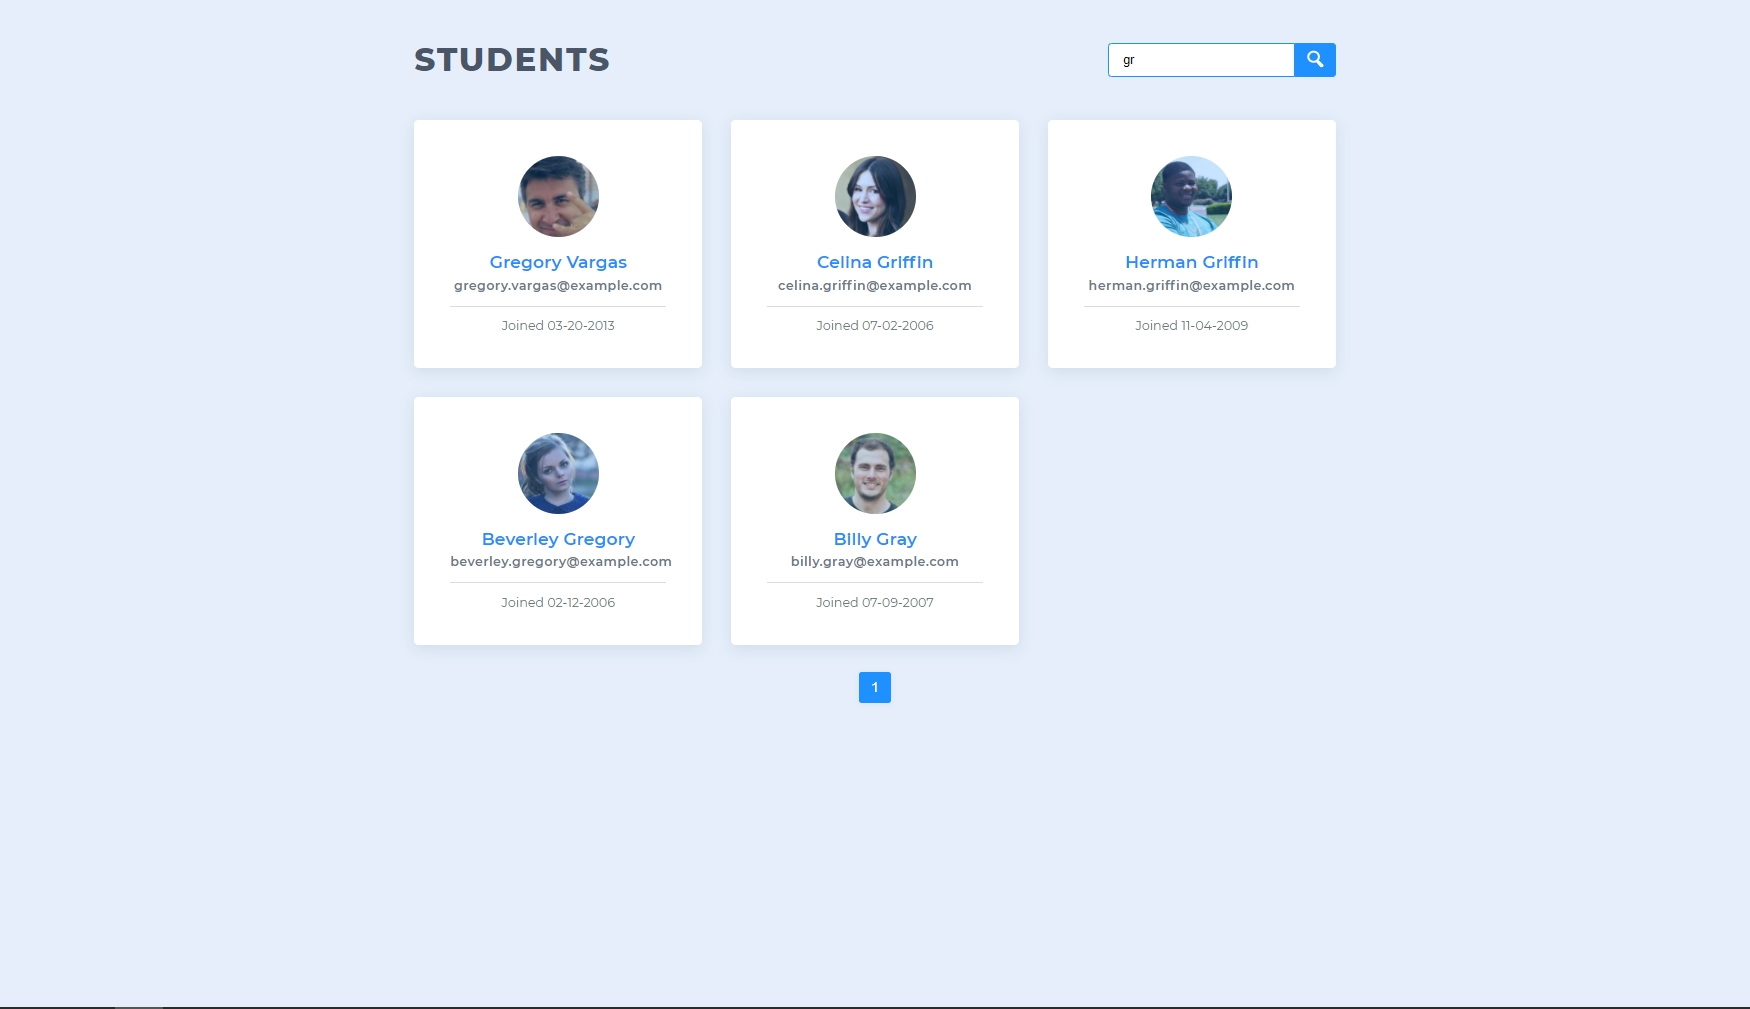 STUDENTS
gr
Gregory Vargas
gregory.vargas@example.com
Joined 03-20-2013
Celina Griffin
celina.griffin@example.com
Joined 07-02-2006
Herman Griffin
herman.griffin@example.com
Joined 11-04-2009
Beverley Gregory
beverley.gregory@example.com
Joined 02-12-2006
Billy Gray
billy.gray@example.com
Joined 07-09-2007
1